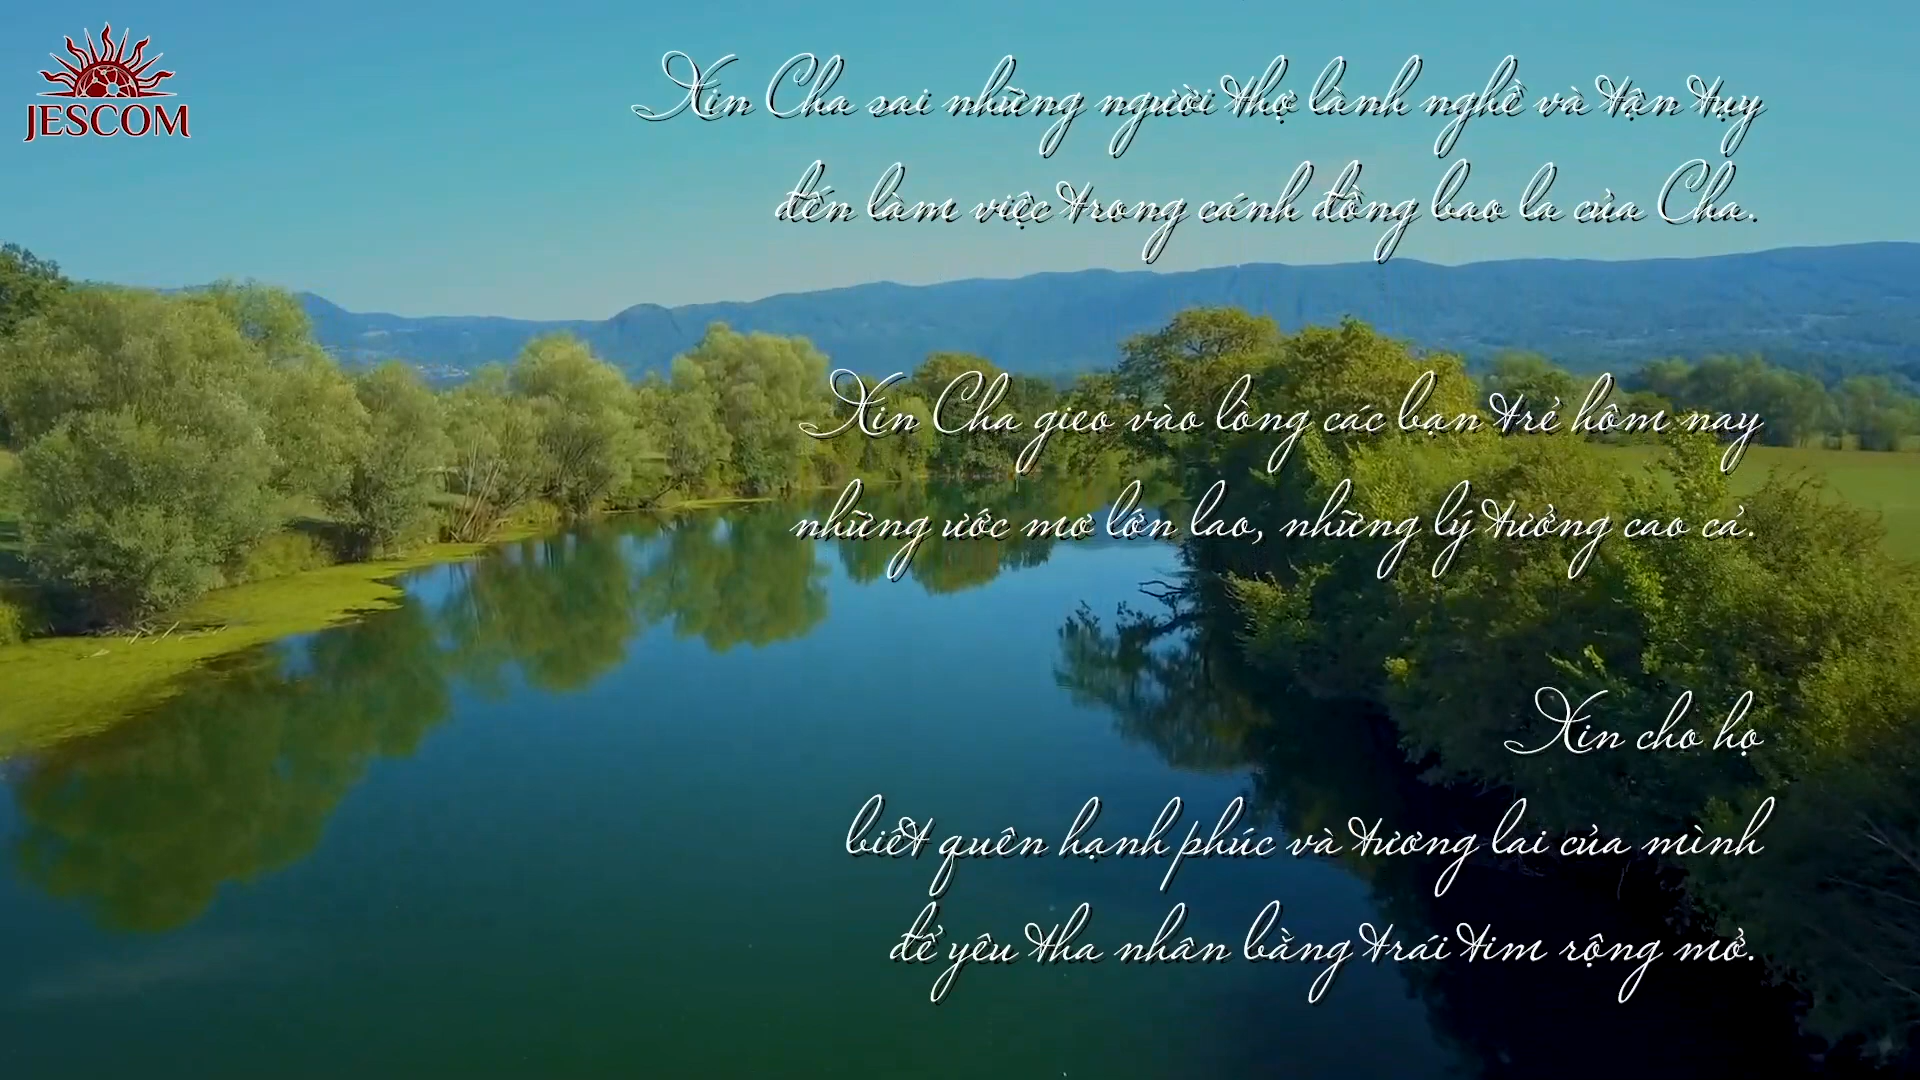 JESCOM
Xin Cha sai những người thợ lành nghề và tận tụy
đến làm việc trong cánh đồng bao la của Cha.
Xin Cha gieo vào lòng các bạn trẻ hôm nay
những ước mơ lớn lao, những lý tưởng cao cả.
Xin cho họ
biết quên hạnh phúc và tương lai của mình
để yêu tha nhân bằng trái tim rộng mở.